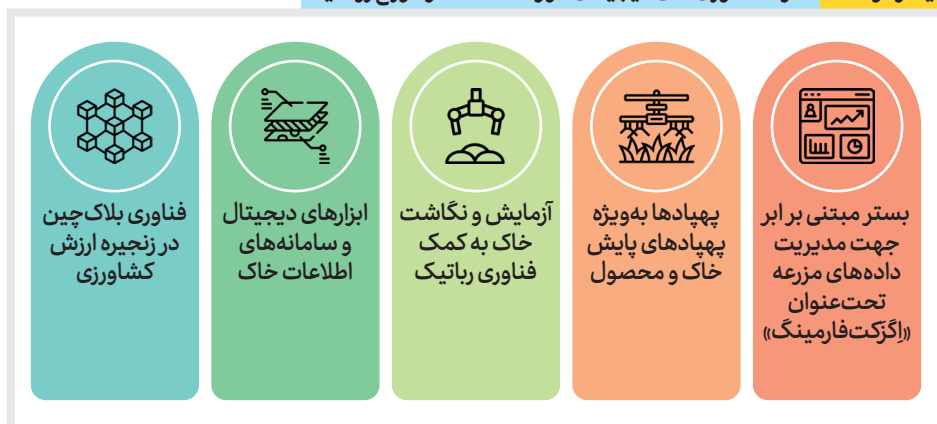 بستر مبتنی بر ابر
جهت مدیریت
داده‌های مزرعه
تحت‌عنوان
«اِگزَکت‌فارمینگ»
پهپادها به‌ویژه
پهپادهای پایش
خاک و محصول
آزمایش و نگاشت
خاک به کمک
فناوری رباتیک
ابزارهای دیجیتال
و سامانه‌های
اطلاعات خاک
فناوری بلاک‌چین
در زنجیره ارزش
کشاورزی